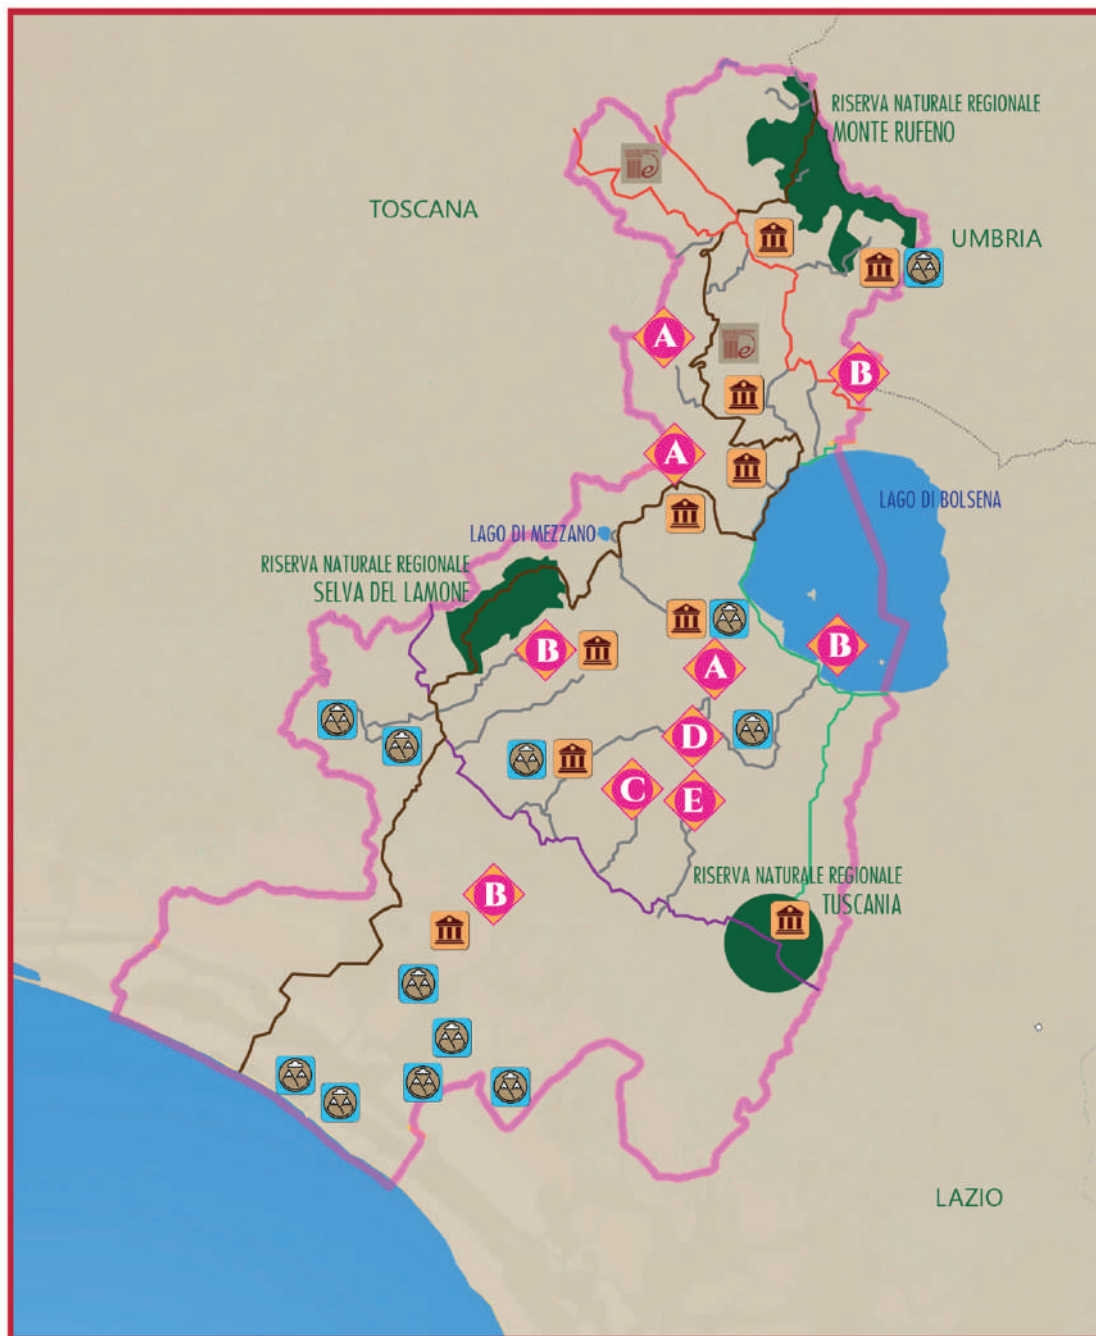 RISERVA NATURALE REGIONALE
MONTE RUFENO
TOSCANA
UMBRIA
A
B
A
LAGO DI BOLSENA
LAGO DI MEZZANO
RISERVA NATURALE REGIONALE
SELVA DEL LAMONE
B
B
A
D
C
E
RISERVA NATURALE REGIONALE
TUSCANIA
B
LAZIO